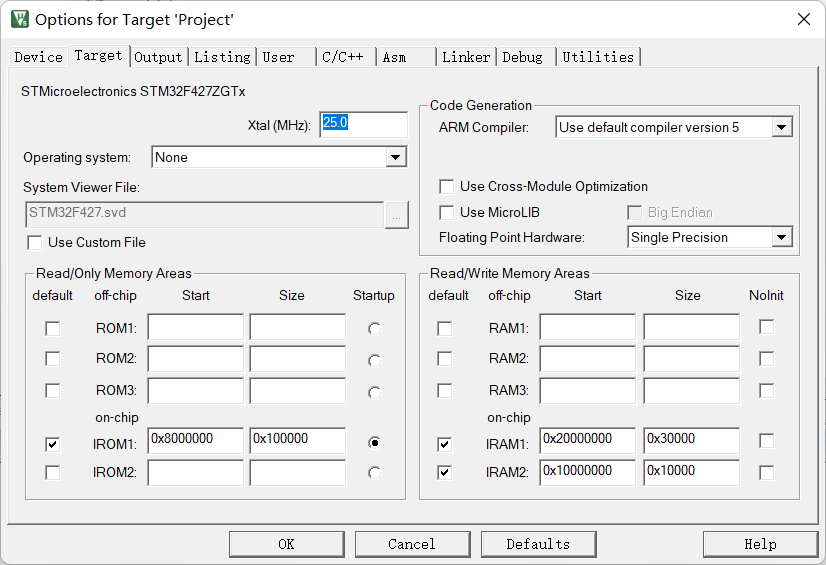 Options for Target 'Project'
Device Target Output Listing User C/C++ Asm Linker Debug Utilities
STMicroelectronics STM32F427ZGTx
Xtal (MHz): 25.0
Operating system: None
System Viewer File:
STM32F427.svd ...
Use Custom File
Code Generation
ARM Compiler: Use default compiler version 5
Use Cross-Module Optimization
Use MicroLIB Big Endian
Floating Point Hardware: Single Precision
Read/Only Memory Areas
default off-chip Start Size Startup
ROM1:
ROM2:
ROM3:
on-chip
IROM1: 0x8000000 0x100000
IROM2:
Read/Write Memory Areas
default off-chip Start Size NoInit
RAM1:
RAM2:
RAM3:
on-chip
IRAM1: 0x20000000 0x30000
IRAM2: 0x10000000 0x10000
OK Cancel Defaults Help